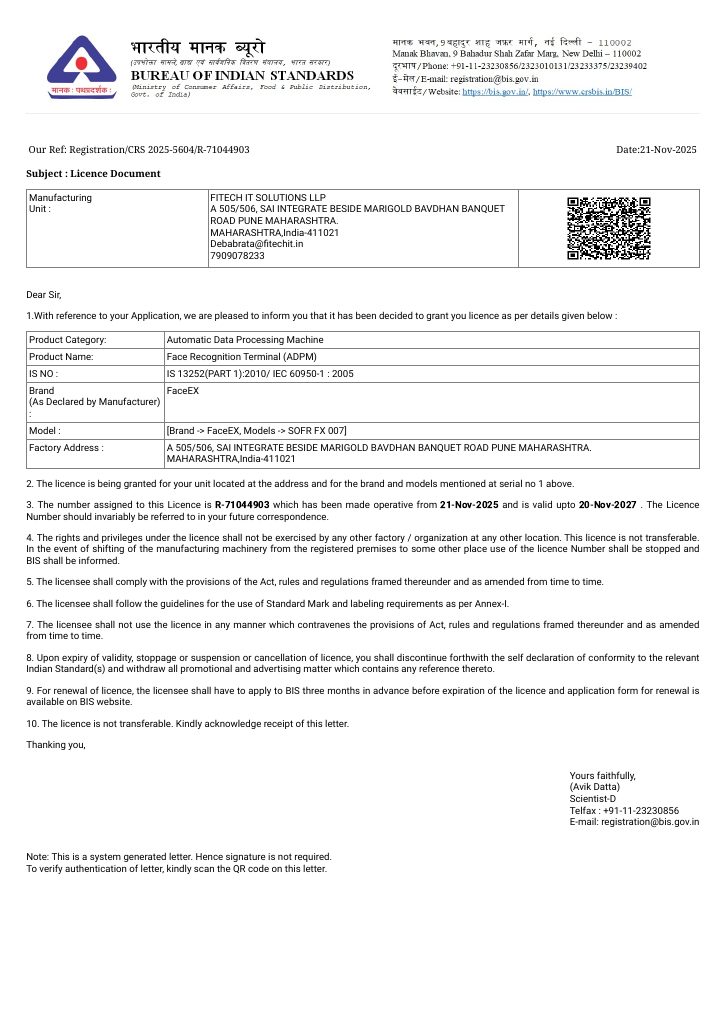 भारतीय मानक ब्यूरो
(उपभोक्ता मामले, खाद्य एवं सार्वजनिक वितरण मंत्रालय, भारत सरकार)
BUREAU OF INDIAN STANDARDS
(Ministry of Consumer Affairs, Food & Public Distribution,
Govt. of India)
मानक: पथप्रदर्शक:
मानक भवन, 9 बहादुर शाह जफ़र मार्ग, नई दिल्ली - 110002
Manak Bhavan, 9 Bahadur Shah Zafar Marg, New Delhi – 110002
दूरभाष/Phone: +91-11-23230856/2323010131/23233375/23239402
ई-मेल/E-mail: registration@bis.gov.in
वेबसाईट/Website: https://bis.gov.in/, https://www.crsbis.in/BIS/
Our Ref: Registration/CRS 2025-5604/R-71044903
Date:21-Nov-2025
Subject : Licence Document
Manufacturing
Unit :
FITECH IT SOLUTIONS LLP
A 505/506, SAI INTEGRATE BESIDE MARIGOLD BAVDHAN BANQUET
ROAD PUNE MAHARASHTRA.
MAHARASHTRA,India-411021
Debabrata@fitechit.in
7909078233
Dear Sir,
1.With reference to your Application, we are pleased to inform you that it has been decided to grant you licence as per details given below :
Product Category: Automatic Data Processing Machine
Product Name: Face Recognition Terminal (ADPM)
IS NO : IS 13252(PART 1):2010/ IEC 60950-1 : 2005
Brand FaceEX
(As Declared by Manufacturer)
:
Model : [Brand -> FaceEX, Models -> SOFR FX 007]
Factory Address : A 505/506, SAI INTEGRATE BESIDE MARIGOLD BAVDHAN BANQUET ROAD PUNE MAHARASHTRA.
MAHARASHTRA,India-411021
2. The licence is being granted for your unit located at the address and for the brand and models mentioned at serial no 1 above.
3. The number assigned to this Licence is R-71044903 which has been made operative from 21-Nov-2025 and is valid upto 20-Nov-2027 . The Licence
Number should invariably be referred to in your future correspondence.
4. The rights and privileges under the licence shall not be exercised by any other factory / organization at any other location. This licence is not transferable.
In the event of shifting of the manufacturing machinery from the registered premises to some other place use of the licence Number shall be stopped and
BIS shall be informed.
5. The licensee shall comply with the provisions of the Act, rules and regulations framed thereunder and as amended from time to time.
6. The licensee shall follow the guidelines for the use of Standard Mark and labeling requirements as per Annex-I.
7. The licensee shall not use the licence in any manner which contravenes the provisions of Act, rules and regulations framed thereunder and as amended
from time to time.
8. Upon expiry of validity, stoppage or suspension or cancellation of licence, you shall discontinue forthwith the self declaration of conformity to the relevant
Indian Standard(s) and withdraw all promotional and advertising matter which contains any reference thereto.
9. For renewal of licence, the licensee shall have to apply to BIS three months in advance before expiration of the licence and application form for renewal is
available on BIS website.
10. The licence is not transferable. Kindly acknowledge receipt of this letter.
Thanking you,
Yours faithfully,
(Avik Datta)
Scientist-D
Telfax : +91-11-23230856
E-mail: registration@bis.gov.in
Note: This is a system generated letter. Hence signature is not required.
To verify authentication of letter, kindly scan the QR code on this letter.